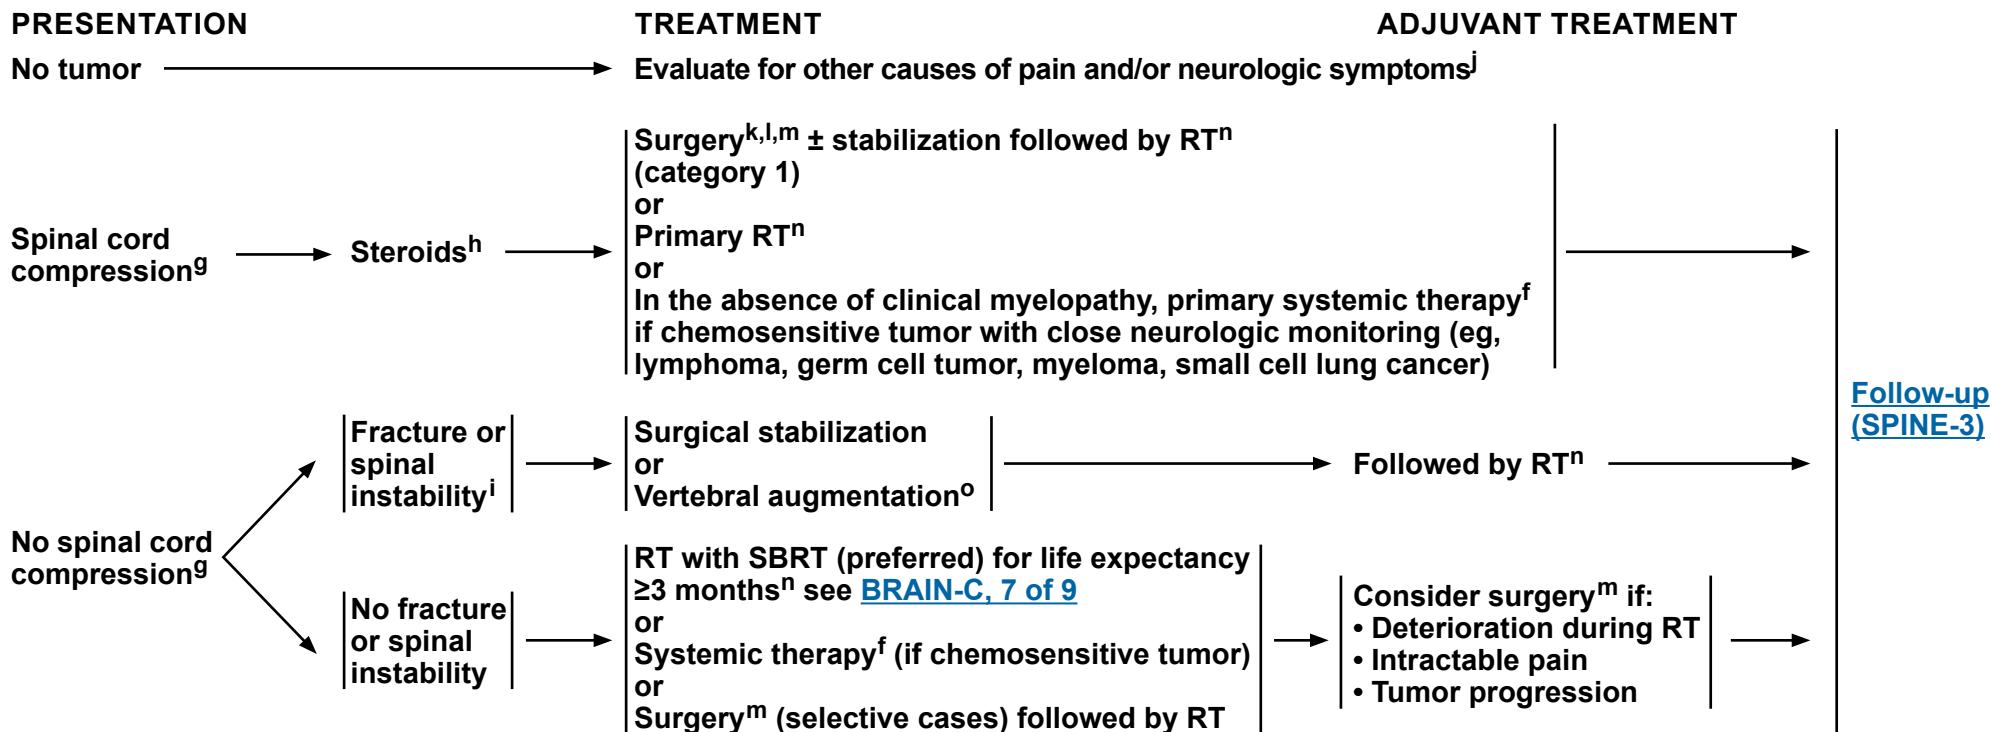 PRESENTATION
TREATMENT
ADJUVANT TREATMENT
No tumor
Evaluate for other causes of pain and/or neurologic symptomsj
Spinal cord
compressiong
Steroidsh
Surgeryk,l,m ± stabilization followed by RTn
(category 1)
or
Primary RTn
or
In the absence of clinical myelopathy, primary systemic therapyf
if chemosensitive tumor with close neurologic monitoring (eg,
lymphoma, germ cell tumor, myeloma, small cell lung cancer)
No spinal cord
compressiong
Fracture or
spinal
instabilityi
Surgical stabilization
or
Vertebral augmentationo
Followed by RTn
No fracture
or spinal
instability
RT with SBRT (preferred) for life expectancy
≥3 monthsn see BRAIN-C, 7 of 9
or
Systemic therapyf (if chemosensitive tumor)
or
Surgerym (selective cases) followed by RT
Consider surgerym if:
• Deterioration during RT
• Intractable pain
• Tumor progression
Follow-up
(SPINE-3)